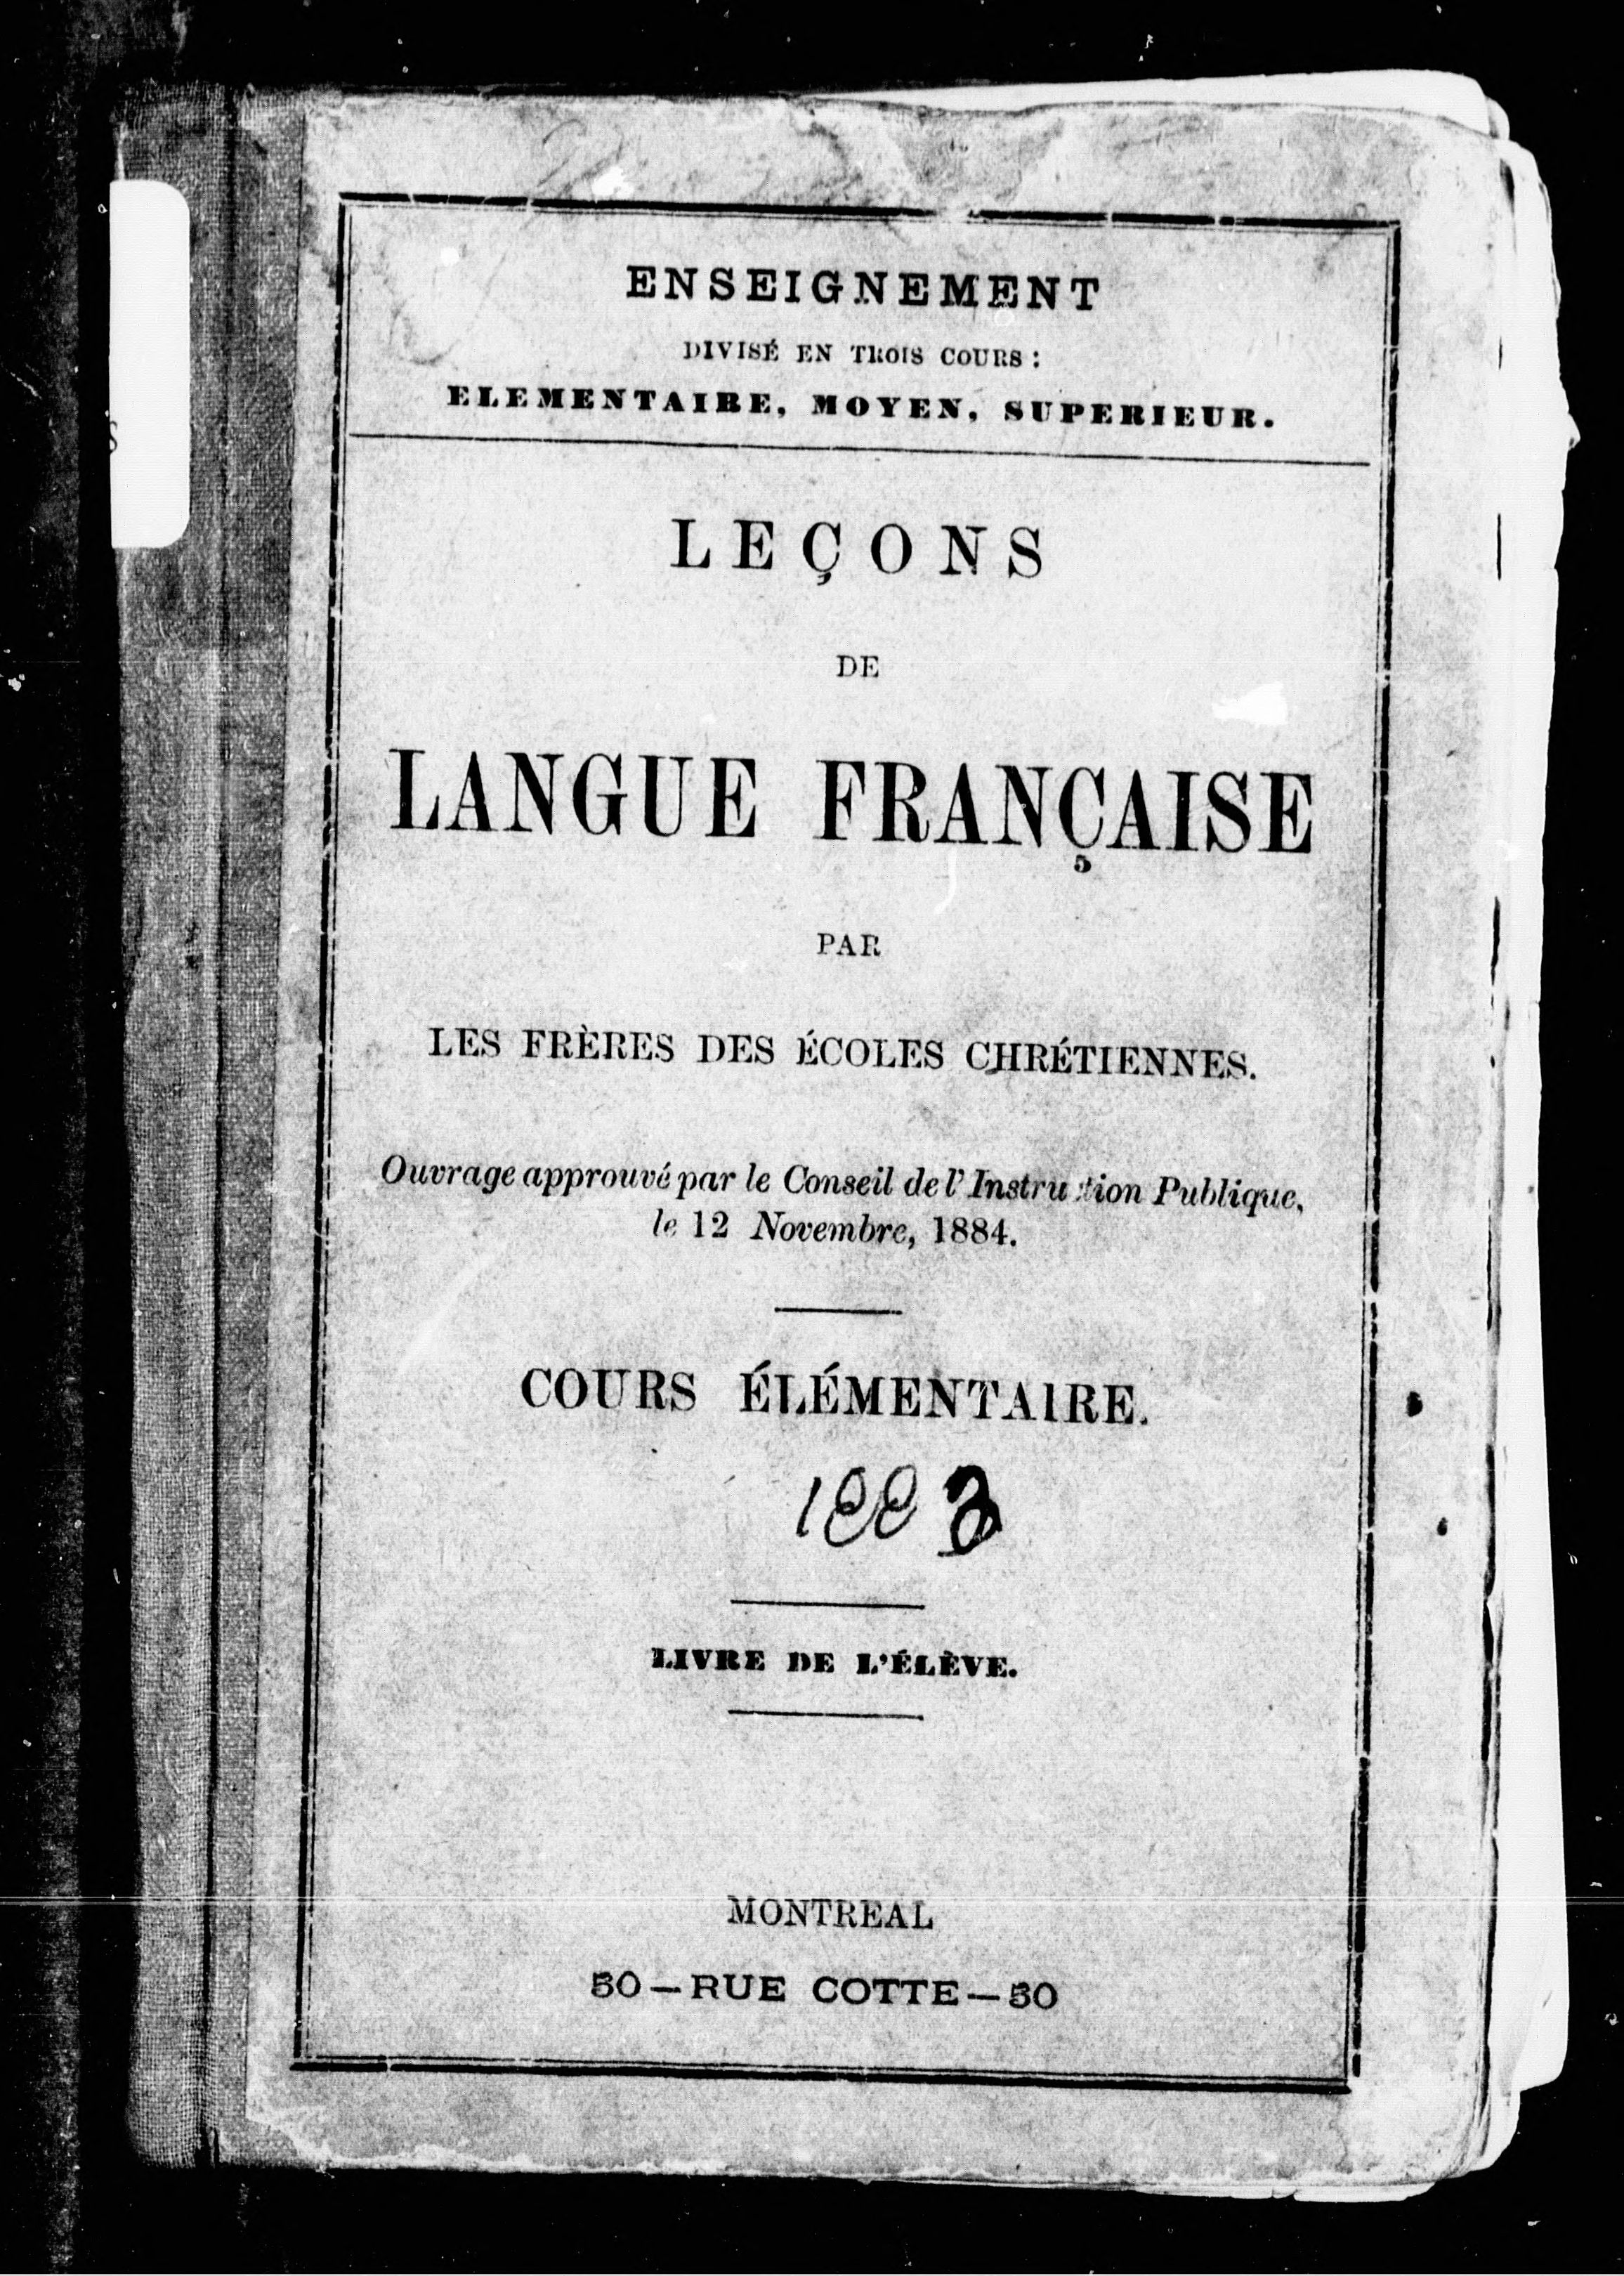 ENSEIGNEMENT
DIVISÉ EN TROIS COURS :
ELEMENTAIRE, MOYEN, SUPERIEUR.
LEÇONS
DE
LANGUE FRANÇAISE
PAR
LES FRÈRES DES ÉCOLES CHRÉTIENNES.
Ouvrage approuvé par le Conseil de l'Instruction Publique,
le 12 Novembre, 1884.
COURS ÉLÉMENTAIRE.
1883
LIVRE DE L'ÉLÈVE.
MONTREAL
50—RUE COTTE—50